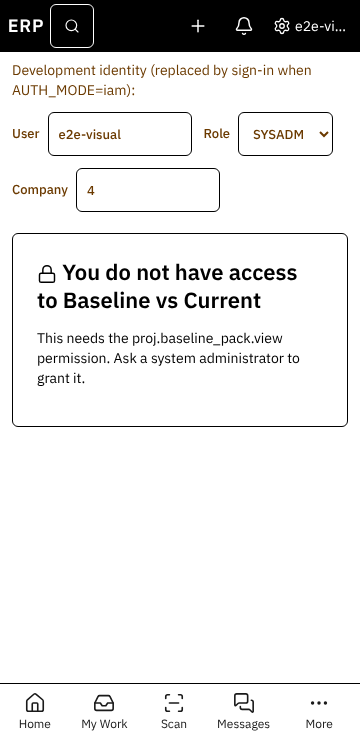 ERP
e2e-vi...
Development identity (replaced by sign-in when
AUTH_MODE=iam):
User e2e-visual Role SYSADM
Company 4
You do not have access
to Baseline vs Current
This needs the proj.baseline_pack.view
permission. Ask a system administrator to
grant it.
Home My Work Scan Messages More